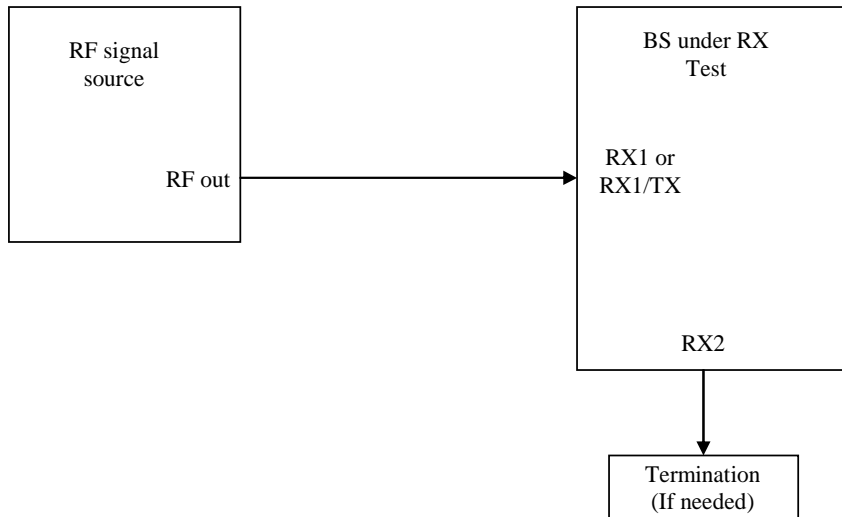 RF signal
source
RF out
BS under RX
Test
RX1 or
RX1/TX
RX2
Termination
(If needed)